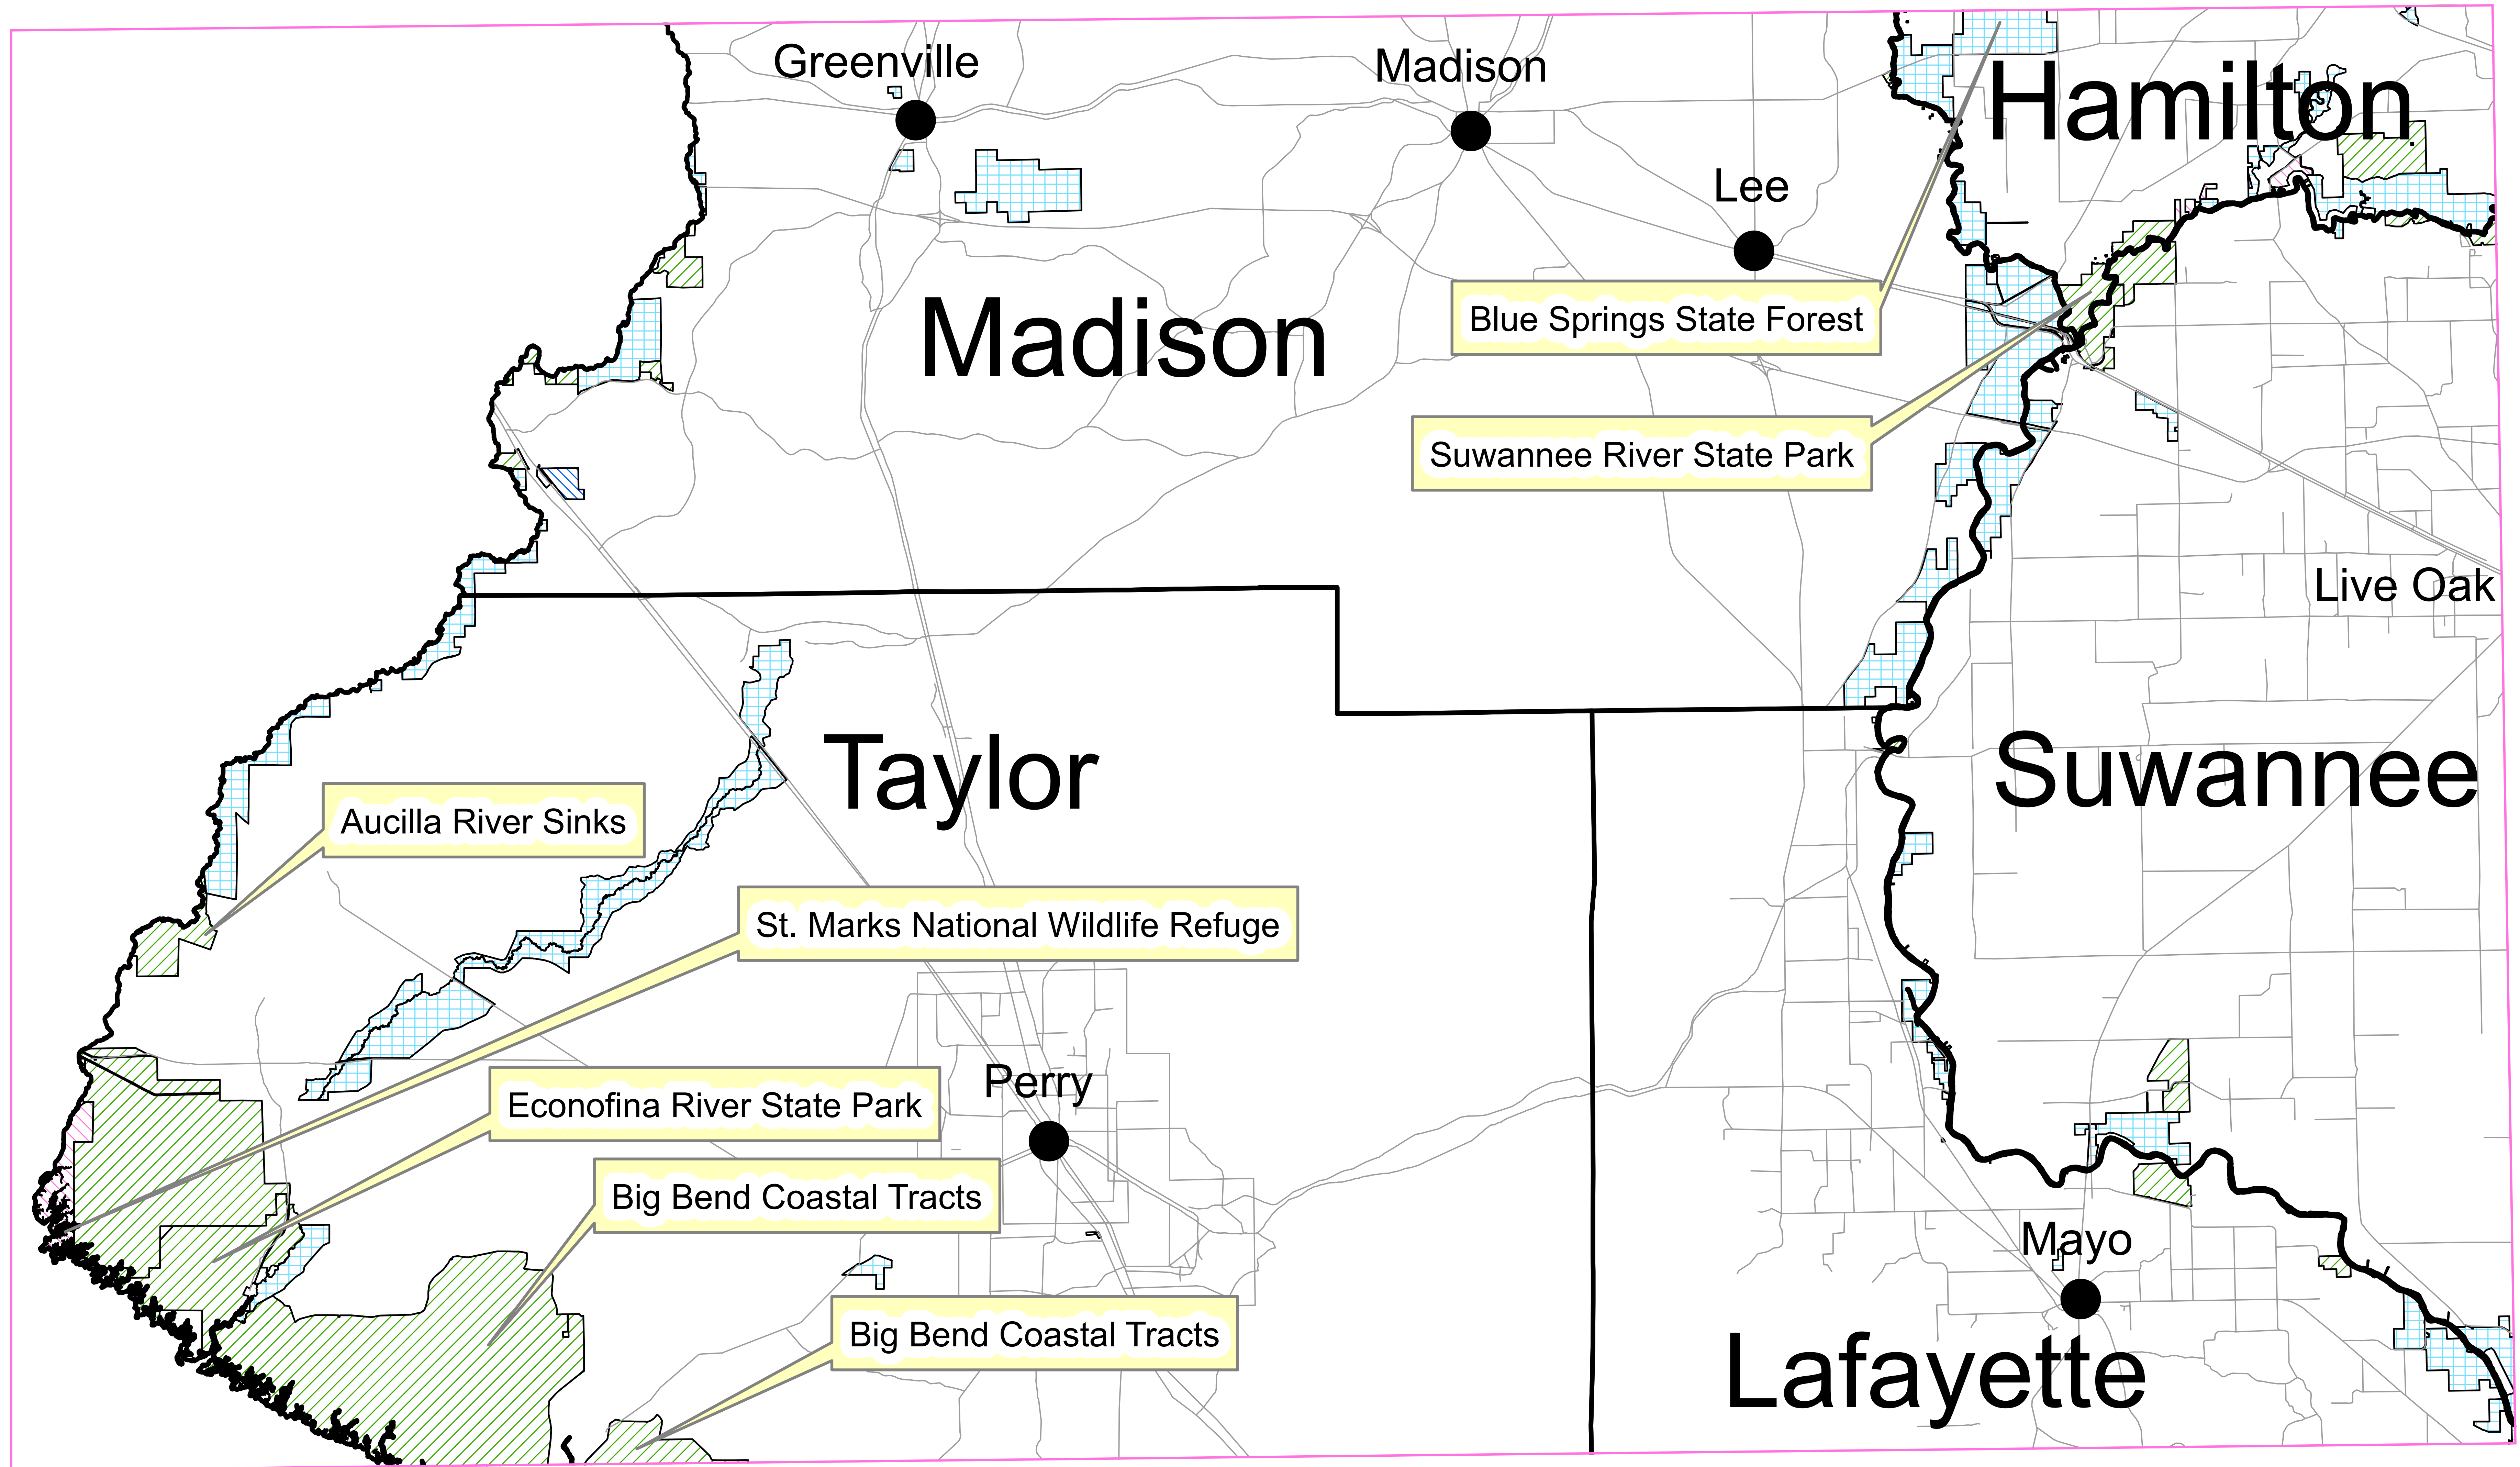 Greenville
Madison
Hamilton
Lee
Madison
Blue Springs State Forest
Suwannee River State Park
Live Oak
Taylor
Suwannee
Aucilla River Sinks
St. Marks National Wildlife Refuge
Perry
Econofina River State Park
Big Bend Coastal Tracts
Mayo
Big Bend Coastal Tracts
Lafayette